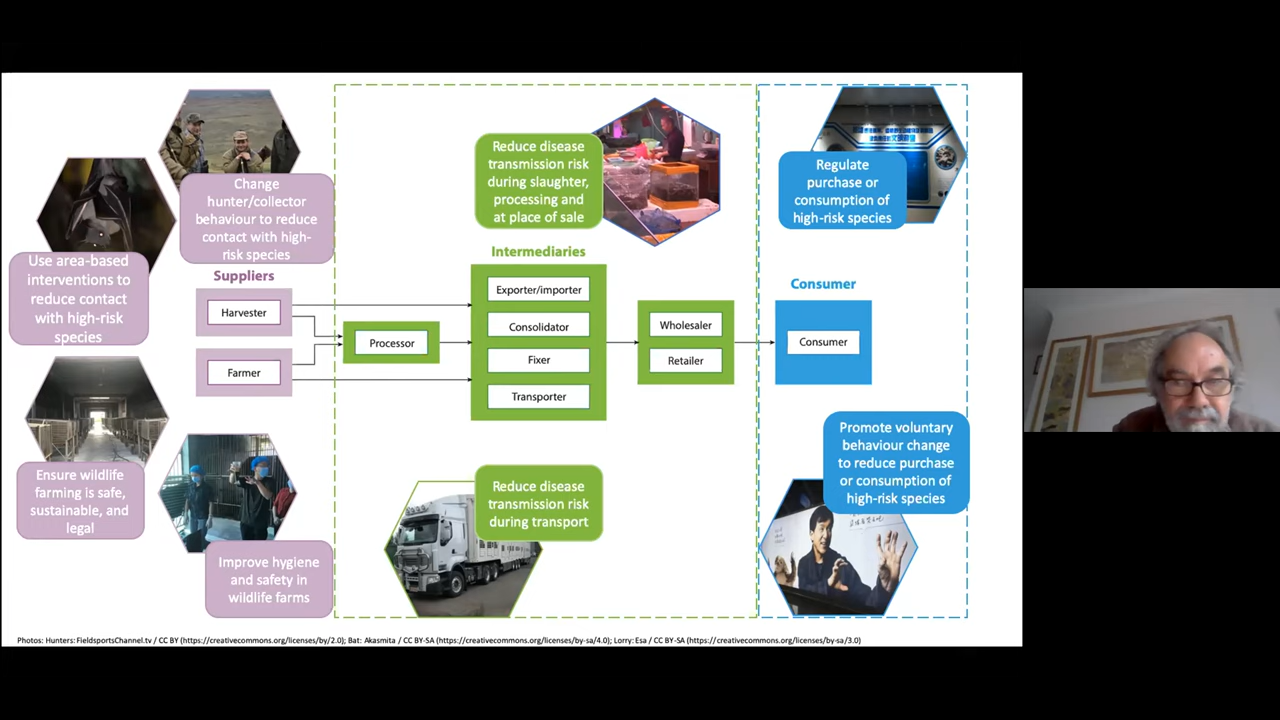 Change
hunter/collector
behaviour to reduce
contact with high-
risk species
Use area-based
interventions to
reduce contact
with high-risk
species
Ensure wildlife
farming is safe,
sustainable, and
legal
Improve hygiene
and safety in
wildlife farms
Suppliers
Harvester
Farmer
Processor
Reduce disease
transmission risk
during slaughter,
processing and
at place of sale
Intermediaries
Exporter/importer
Consolidator
Fixer
Transporter
Wholesaler
Retailer
Reduce disease
transmission risk
during transport
Regulate
purchase or
consumption of
high-risk species
Consumer
Consumer
Promote voluntary
behaviour change
to reduce purchase
or consumption of
high-risk species
Photos: Hunters: FieldsportsChannel.tv / CC BY (https://creativecommons.org/licenses/by/2.0); Bat: Akasmita / CC BY-SA (https://creativecommons.org/licenses/by-sa/4.0); Lorry: Esa / CC BY-SA (https://creativecommons.org/licenses/by-sa/3.0)